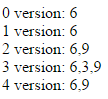 0 version: 6
1 version: 6
2 version: 6,9
3 version: 6,3,9
4 version: 6,9